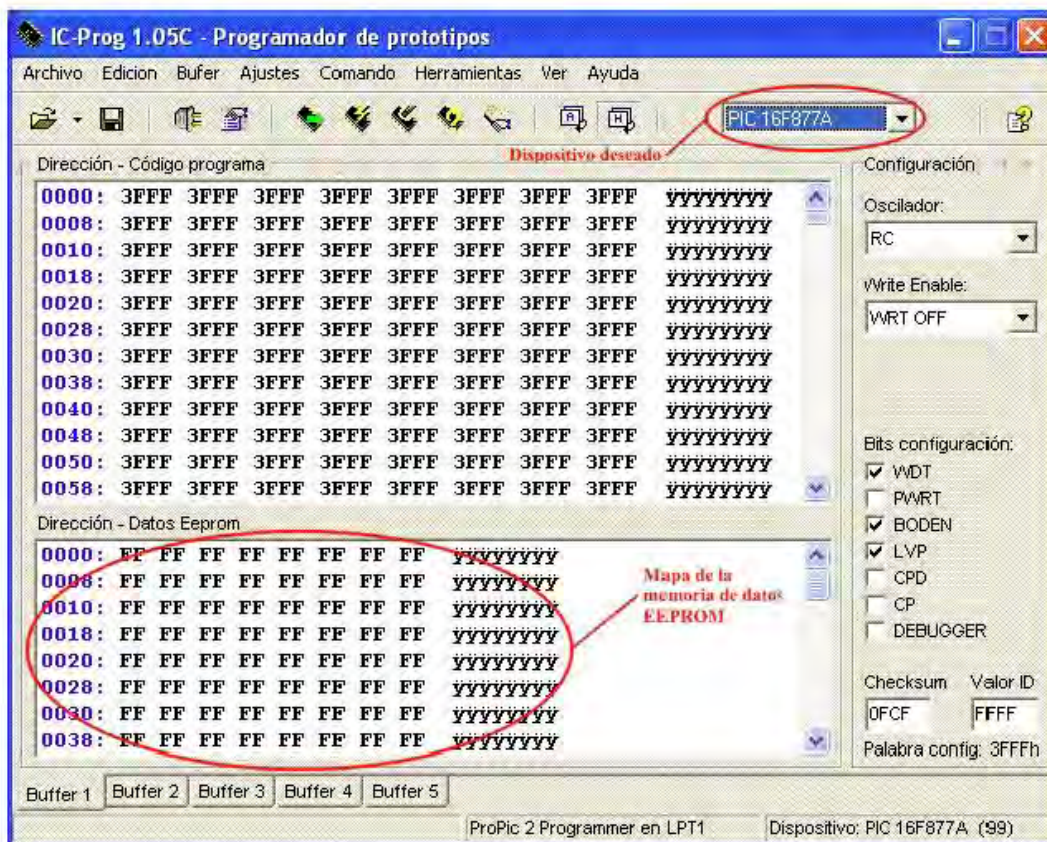 IC-Prog 1.05C - Programador de prototipos
Archivo Edicion Bufer Ajustes Comando Herramientas Ver Ayuda
PIC 16F877A
Dispositivo deseado
Dirección - Código programa
0000: 3FFF 3FFF 3FFF 3FFF 3FFF 3FFF 3FFF 3FFF ÿÿÿÿÿÿÿÿ
0008: 3FFF 3FFF 3FFF 3FFF 3FFF 3FFF 3FFF 3FFF ÿÿÿÿÿÿÿÿ
0010: 3FFF 3FFF 3FFF 3FFF 3FFF 3FFF 3FFF 3FFF ÿÿÿÿÿÿÿÿ
0018: 3FFF 3FFF 3FFF 3FFF 3FFF 3FFF 3FFF 3FFF ÿÿÿÿÿÿÿÿ
0020: 3FFF 3FFF 3FFF 3FFF 3FFF 3FFF 3FFF 3FFF ÿÿÿÿÿÿÿÿ
0028: 3FFF 3FFF 3FFF 3FFF 3FFF 3FFF 3FFF 3FFF ÿÿÿÿÿÿÿÿ
0030: 3FFF 3FFF 3FFF 3FFF 3FFF 3FFF 3FFF 3FFF ÿÿÿÿÿÿÿÿ
0038: 3FFF 3FFF 3FFF 3FFF 3FFF 3FFF 3FFF 3FFF ÿÿÿÿÿÿÿÿ
0040: 3FFF 3FFF 3FFF 3FFF 3FFF 3FFF 3FFF 3FFF ÿÿÿÿÿÿÿÿ
0048: 3FFF 3FFF 3FFF 3FFF 3FFF 3FFF 3FFF 3FFF ÿÿÿÿÿÿÿÿ
0050: 3FFF 3FFF 3FFF 3FFF 3FFF 3FFF 3FFF 3FFF ÿÿÿÿÿÿÿÿ
0058: 3FFF 3FFF 3FFF 3FFF 3FFF 3FFF 3FFF 3FFF ÿÿÿÿÿÿÿÿ
Dirección - Datos Eeprom
0000: FF FF FF FF FF FF FF FF ÿÿÿÿÿÿÿÿ
0008: FF FF FF FF FF FF FF FF ÿÿÿÿÿÿÿÿ
0010: FF FF FF FF FF FF FF FF ÿÿÿÿÿÿÿÿ
0018: FF FF FF FF FF FF FF FF ÿÿÿÿÿÿÿÿ
0020: FF FF FF FF FF FF FF FF ÿÿÿÿÿÿÿÿ
0028: FF FF FF FF FF FF FF FF ÿÿÿÿÿÿÿÿ
0030: FF FF FF FF FF FF FF FF ÿÿÿÿÿÿÿÿ
0038: FF FF FF FF FF FF FF FF ÿÿÿÿÿÿÿÿ
Mapa de la
memoria de datos
EEPROM
Configuración
Oscilador:
RC
Write Enable:
WRT OFF
Bits configuración:
WDT
PWRT
BODEN
LVP
CPD
CP
DEBUGGER
Checksum Valor ID
0FCF FFFF
Palabra config: 3FFFh
Buffer 1 Buffer 2 Buffer 3 Buffer 4 Buffer 5
ProPic 2 Programmer en LPT1 Dispositivo: PIC 16F877A (99)